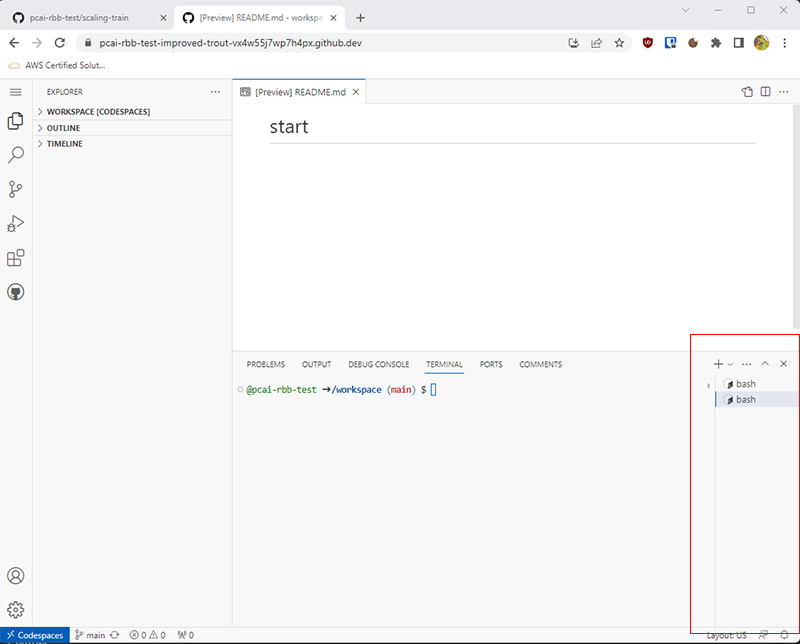 pcai-rbb-test/scaling-train
[Preview] README.md - workspa
pcai-rbb-test-improved-trout-vx4w55j7wp7h4px.github.dev
AWS Certified Solut...
EXPLORER
WORKSPACE [CODESPACES]
OUTLINE
TIMELINE
[Preview] README.md
start
PROBLEMS OUTPUT DEBUG CONSOLE TERMINAL PORTS COMMENTS
@pcai-rbb-test ➜/workspace (main) $
bash
bash
Codespaces main 0 0 0 Layout: US